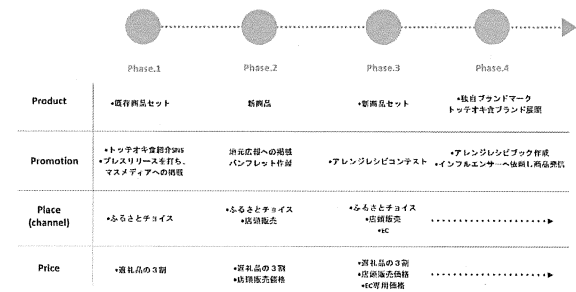 Phase.1 Phase.2 Phase.3 Phase.4
Product
•既存商品セット
新商品
•新商品セット
•独自ブランドマーク
トッテオキ食ブランド展開
Promotion
•トッテオキ食紹介SNS
•プレスリリースを打ち、
マスメディアへの掲載
地元広報への掲載
パンフレット作成
•アレンジレシピコンテスト
•アレンジレシピブック作成
•インフルエンサーへ依頼し商品発信
Place
(channel)
•ふるさとチョイス
•ふるさとチョイス
•店頭販売
•ふるさとチョイス
•店頭販売
•EC
Price
•返礼品の3割
•返礼品の3割
•店頭販売価格
•返礼品の3割
•店頭販売価格
•EC専用価格